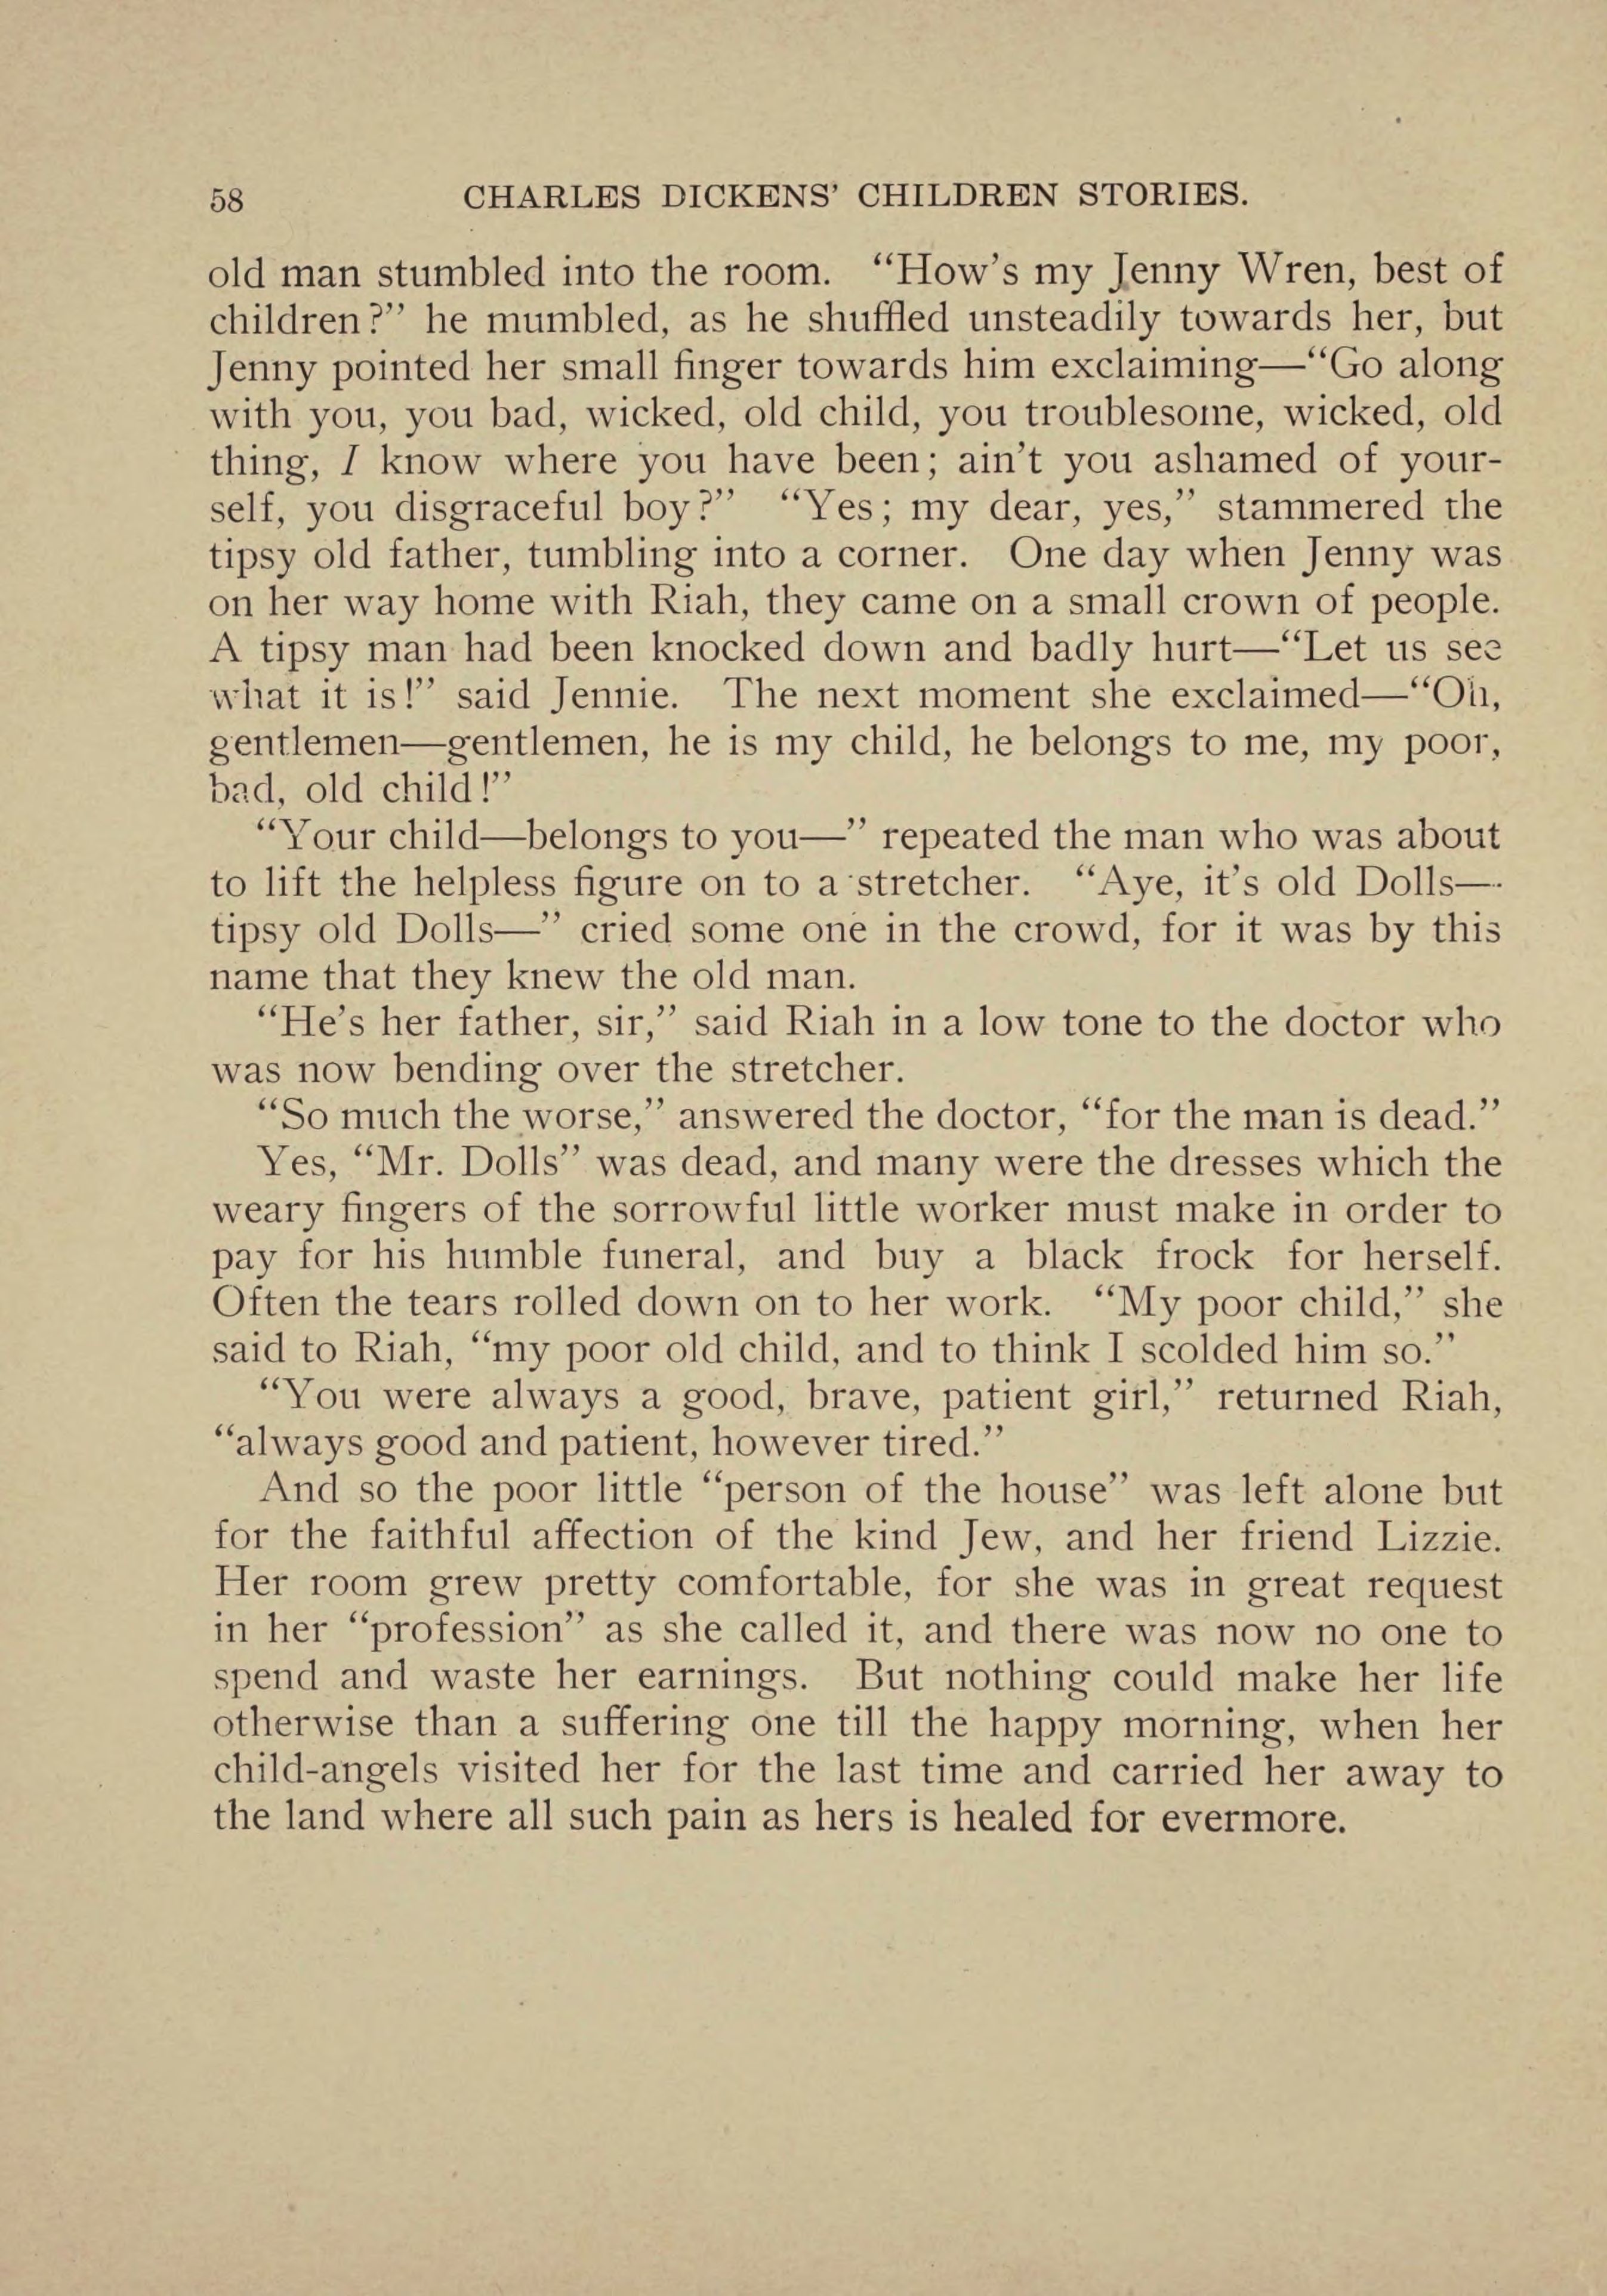 58 CHARLES DICKENS' CHILDREN STORIES.
old man stumbled into the room. “How's my Jenny Wren, best of
children?” he mumbled, as he shuffled unsteadily towards her, but
Jenny pointed her small finger towards him exclaiming—“Go along
with you, you bad, wicked, old child, you troublesome, wicked, old
thing, I know where you have been; ain't you ashamed of your-
self, you disgraceful boy?” “Yes; my dear, yes,” stammered the
tipsy old father, tumbling into a corner. One day when Jenny was
on her way home with Riah, they came on a small crown of people.
A tipsy man had been knocked down and badly hurt—“Let us see
what it is!” said Jennie. The next moment she exclaimed—“Oh,
gentlemen—gentlemen, he is my child, he belongs to me, my poor,
bad, old child!”
“Your child—belongs to you—” repeated the man who was about
to lift the helpless figure on to a stretcher. “Aye, it's old Dolls—
tipsy old Dolls—” cried some one in the crowd, for it was by this
name that they knew the old man.
“He's her father, sir,” said Riah in a low tone to the doctor who
was now bending over the stretcher.
“So much the worse,” answered the doctor, “for the man is dead.”
Yes, “Mr. Dolls” was dead, and many were the dresses which the
weary fingers of the sorrowful little worker must make in order to
pay for his humble funeral, and buy a black frock for herself.
Often the tears rolled down on to her work. “My poor child,” she
said to Riah, “my poor old child, and to think I scolded him so.”
“You were always a good, brave, patient girl,” returned Riah,
“always good and patient, however tired.”
And so the poor little “person of the house” was left alone but
for the faithful affection of the kind Jew, and her friend Lizzie.
Her room grew pretty comfortable, for she was in great request
in her “profession” as she called it, and there was now no one to
spend and waste her earnings. But nothing could make her life
otherwise than a suffering one till the happy morning, when her
child-angels visited her for the last time and carried her away to
the land where all such pain as hers is healed for evermore.